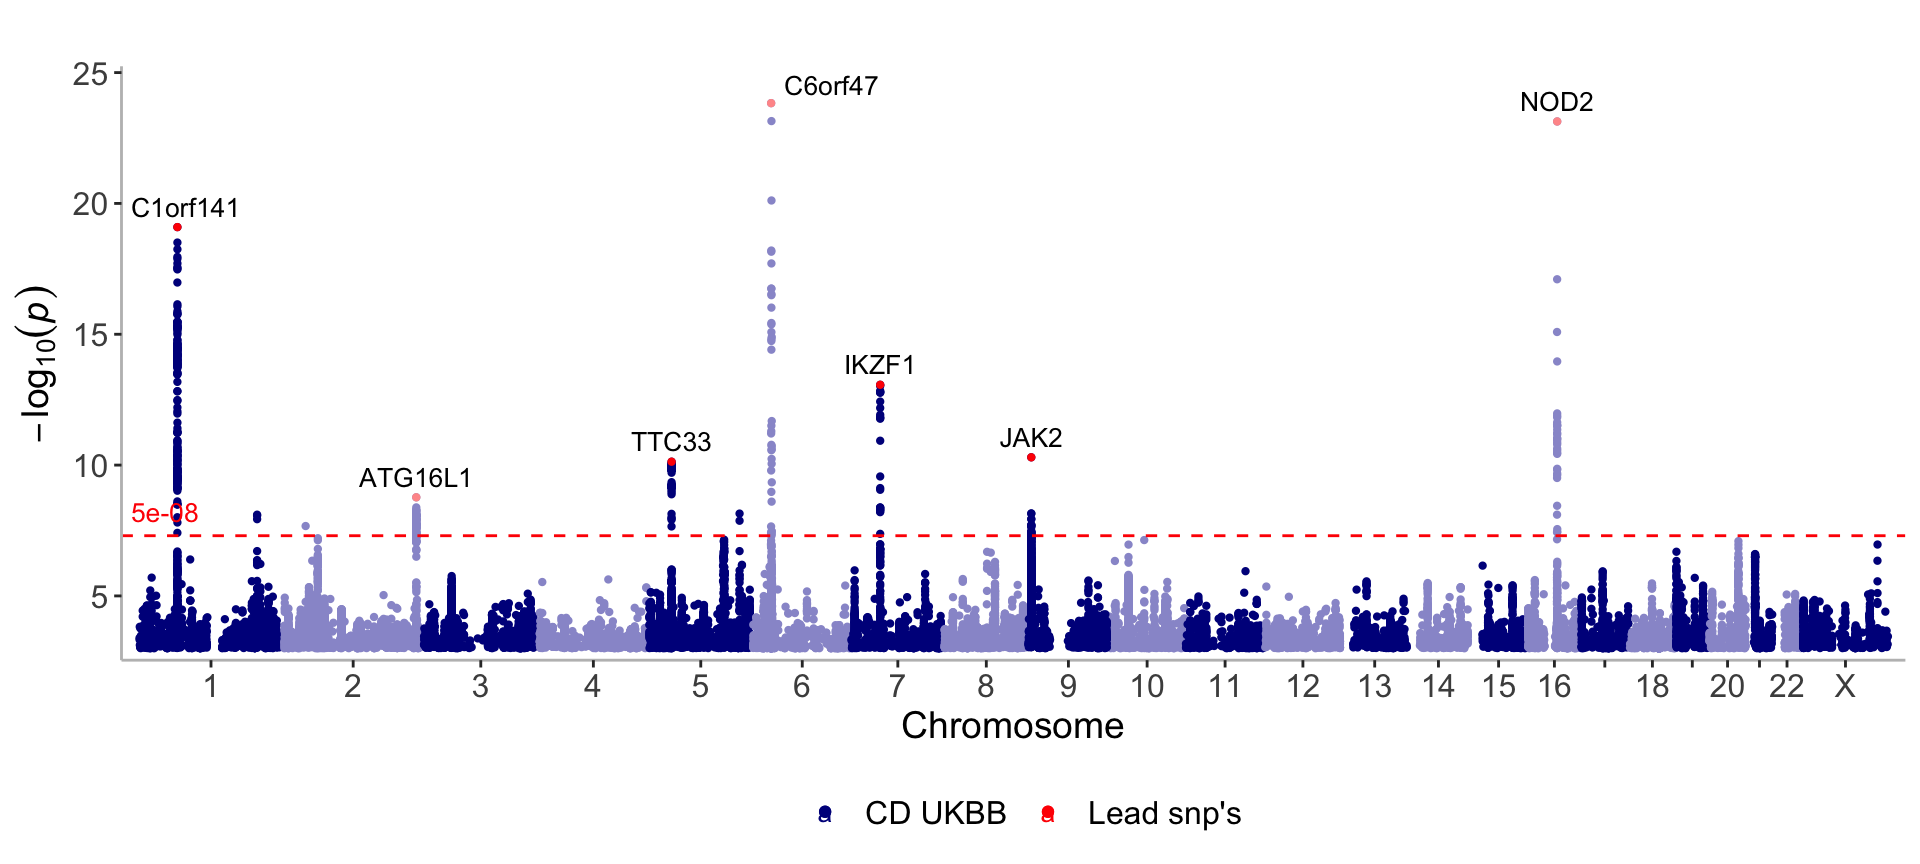 25
C6orf47
NOD2
20
C1orf141
15
IKZF1
TTC33
JAK2
10
ATG16L1
5e-08
5
−log10(p)
1 2 3 4 5 6 7 8 9 10 11 12 13 14 15 16 18 20 22 X
Chromosome
a CD UKBB a Lead snp's